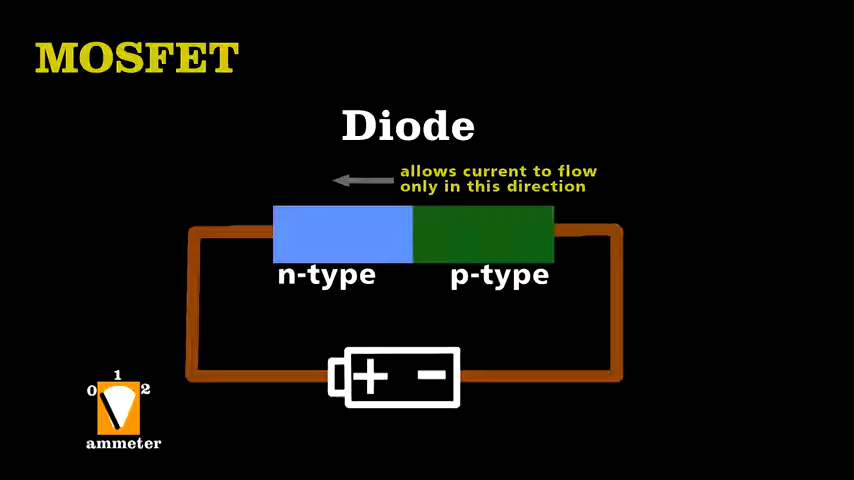 MOSFET
Diode
allows current to flow
only in this direction
n-type
p-type
+ −
0 1 2
ammeter